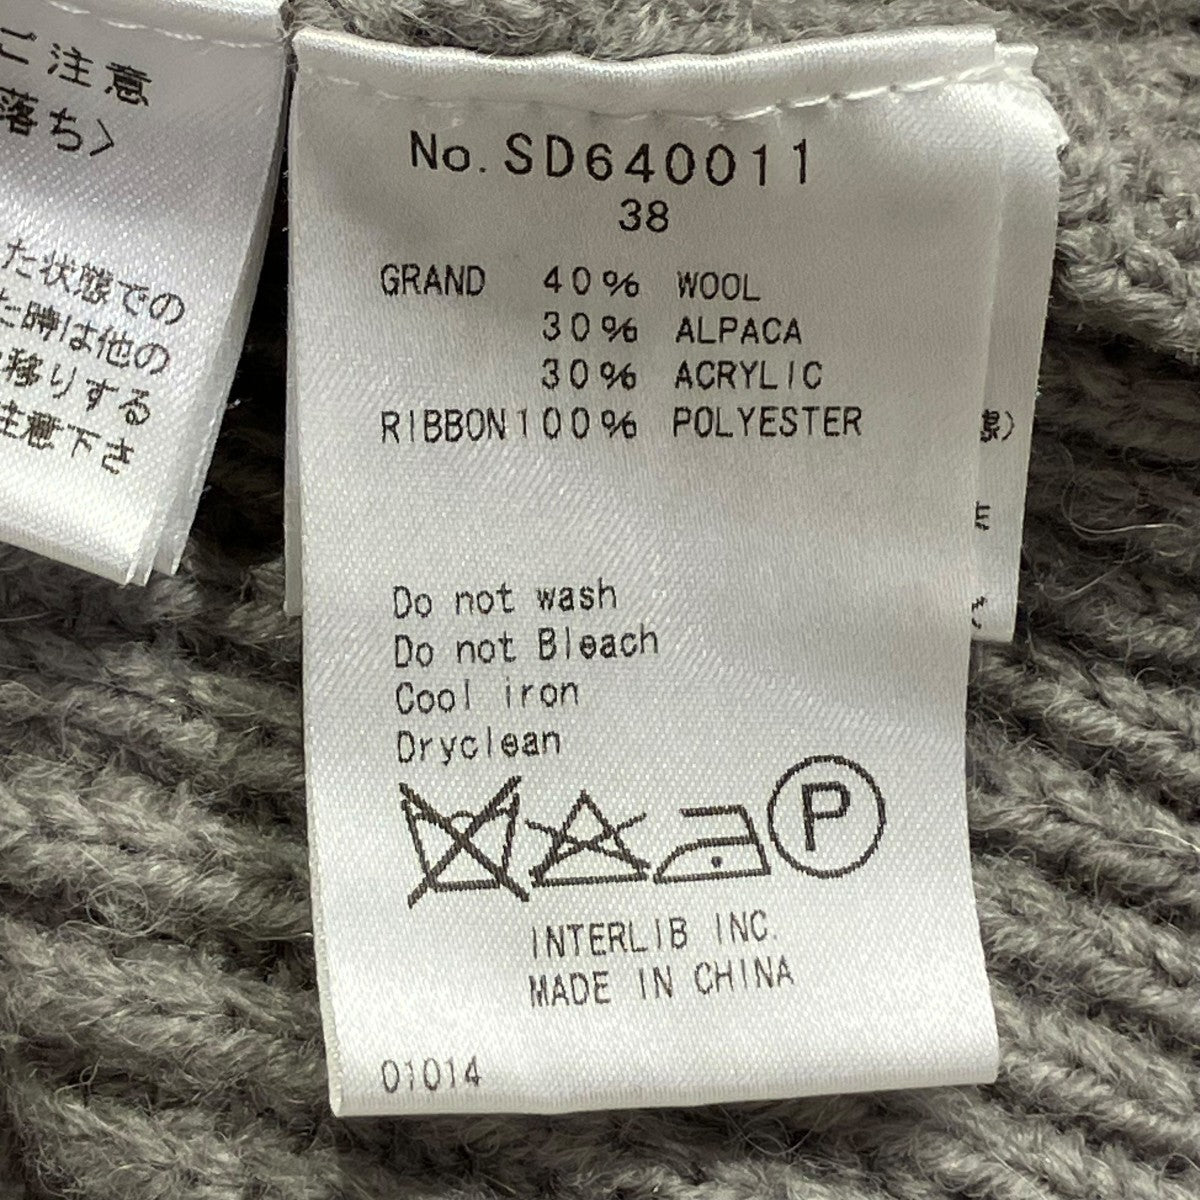 ご注意
落ち〉
た状態での
た時は他の
移りする
注意下さ
No. SD640011
38
GRAND 40% WOOL
30% ALPACA
30% ACRYLIC
RIBBON 100% POLYESTER
Do not wash
Do not Bleach
Cool iron
Dryclean
P
INTERLIB INC.
MADE IN CHINA
01014